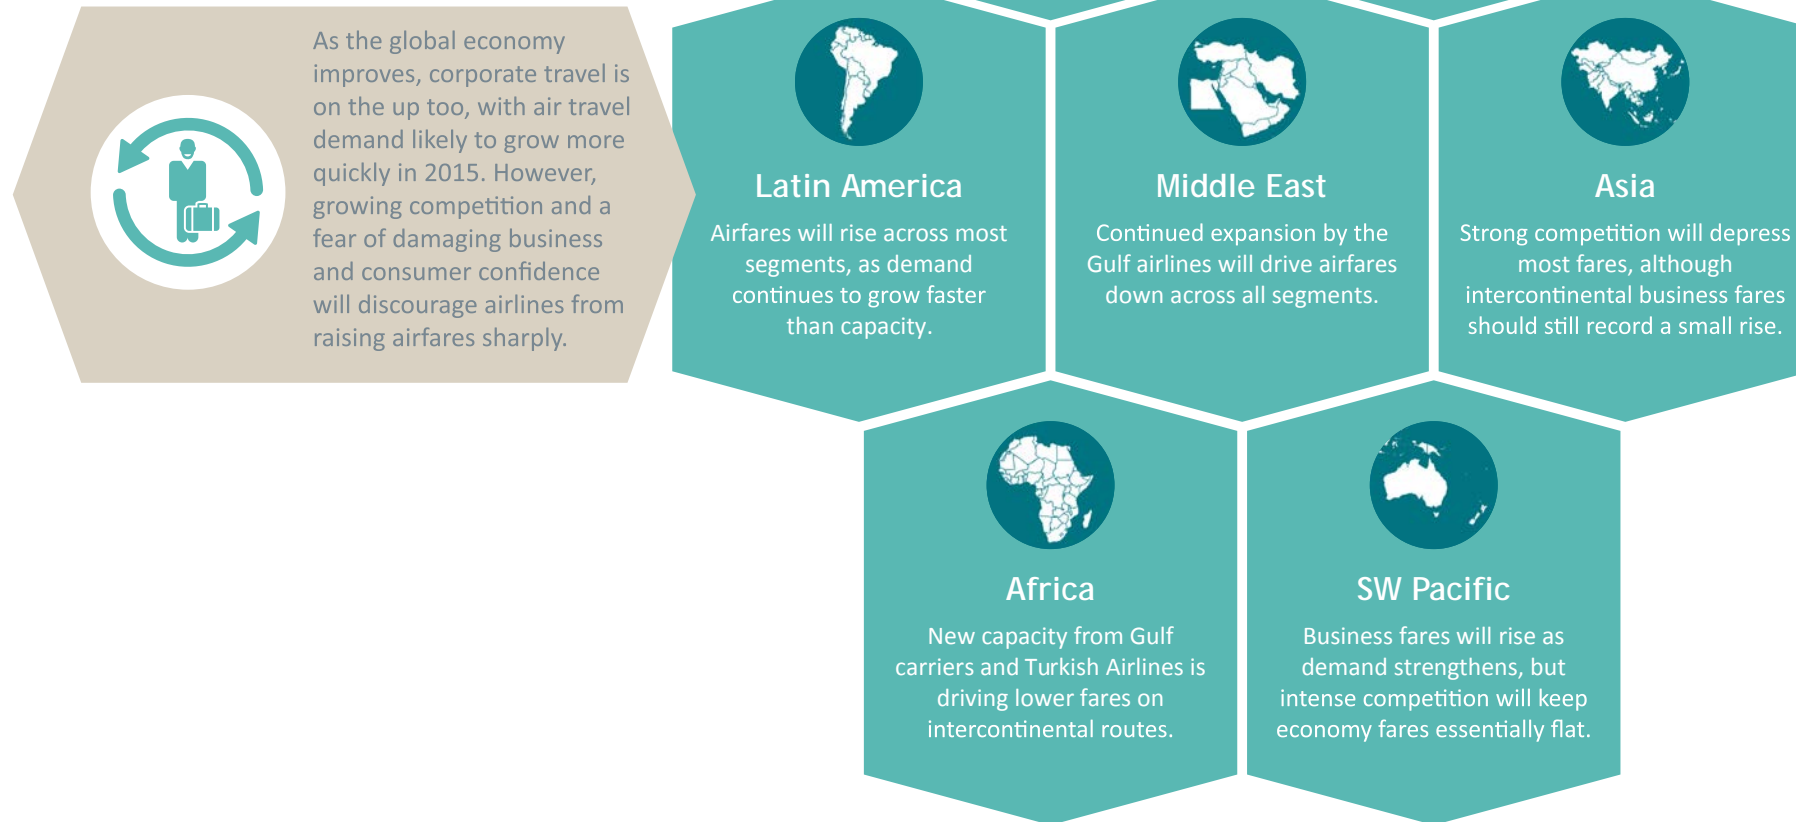 As the global economy
improves, corporate travel is
on the up too, with air travel
demand likely to grow more
quickly in 2015. However,
growing competition and a
fear of damaging business
and consumer confidence
will discourage airlines from
raising airfares sharply.
Latin America
Airfares will rise across most
segments, as demand
continues to grow faster
than capacity.
Middle East
Continued expansion by the
Gulf airlines will drive airfares
down across all segments.
Asia
Strong competition will depress
most fares, although
intercontinental business fares
should still record a small rise.
Africa
New capacity from Gulf
carriers and Turkish Airlines is
driving lower fares on
intercontinental routes.
SW Pacific
Business fares will rise as
demand strengthens, but
intense competition will keep
economy fares essentially flat.